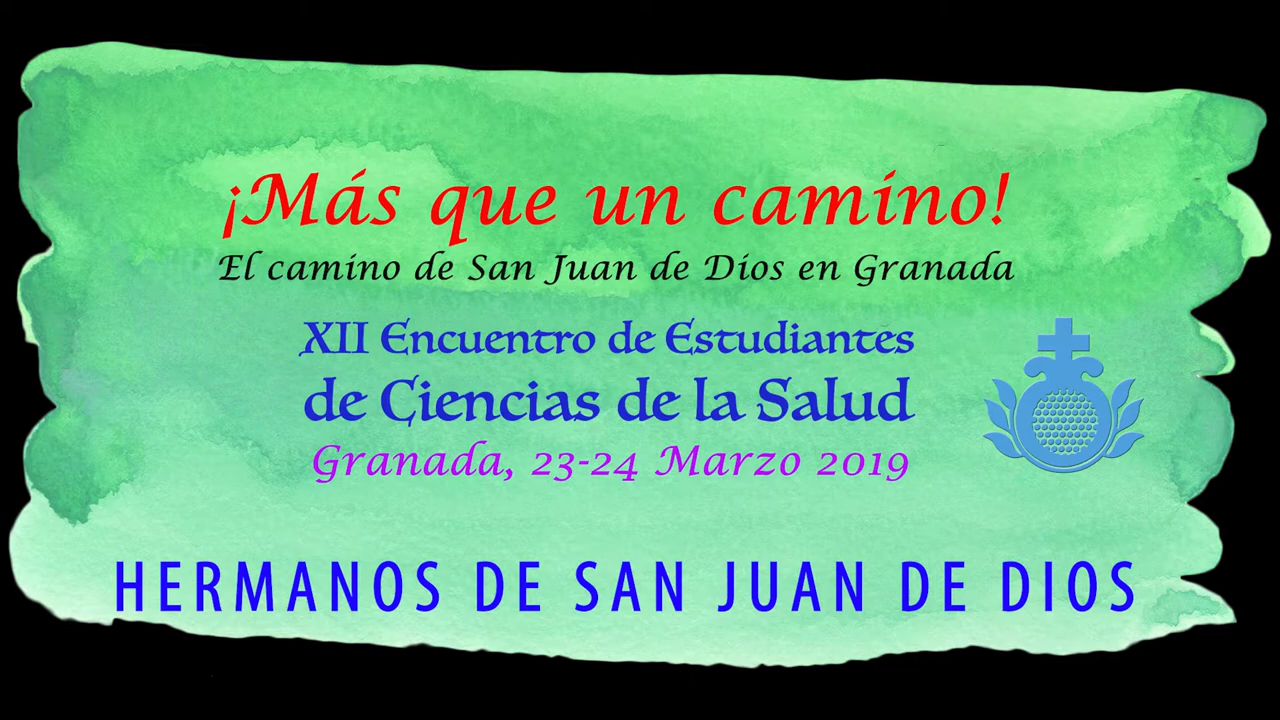 ¡Más que un camino!
El camino de San Juan de Dios en Granada
XII Encuentro de Estudiantes
de Ciencias de la Salud
Granada, 23-24 Marzo 2019
HERMANOS DE SAN JUAN DE DIOS